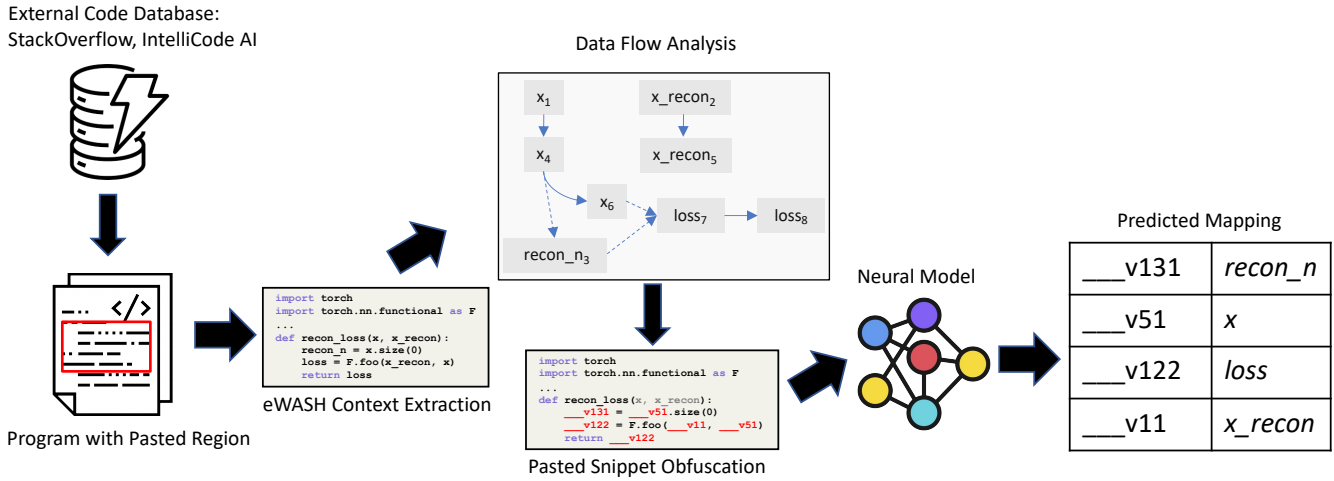 External Code Database:
StackOverflow, IntelliCode AI
Data Flow Analysis
x₁
x_recon₂
x₄
x_recon₅
x₆
loss₇
loss₈
recon_n₃
</>
Program with Pasted Region
import torch
import torch.nn.functional as F
...
def recon_loss(x, x_recon):
    recon_n = x.size(0)
    loss = F.foo(x_recon, x)
    return loss
eWASH Context Extraction
import torch
import torch.nn.functional as F
...
def recon_loss(x, x_recon):
    ___v131 = ___v51.size(0)
    ___v122 = F.foo(___v11, ___v51)
    return ___v122
Pasted Snippet Obfuscation
Neural Model
Predicted Mapping
___v131 recon_n
___v51 x
___v122 loss
___v11 x_recon